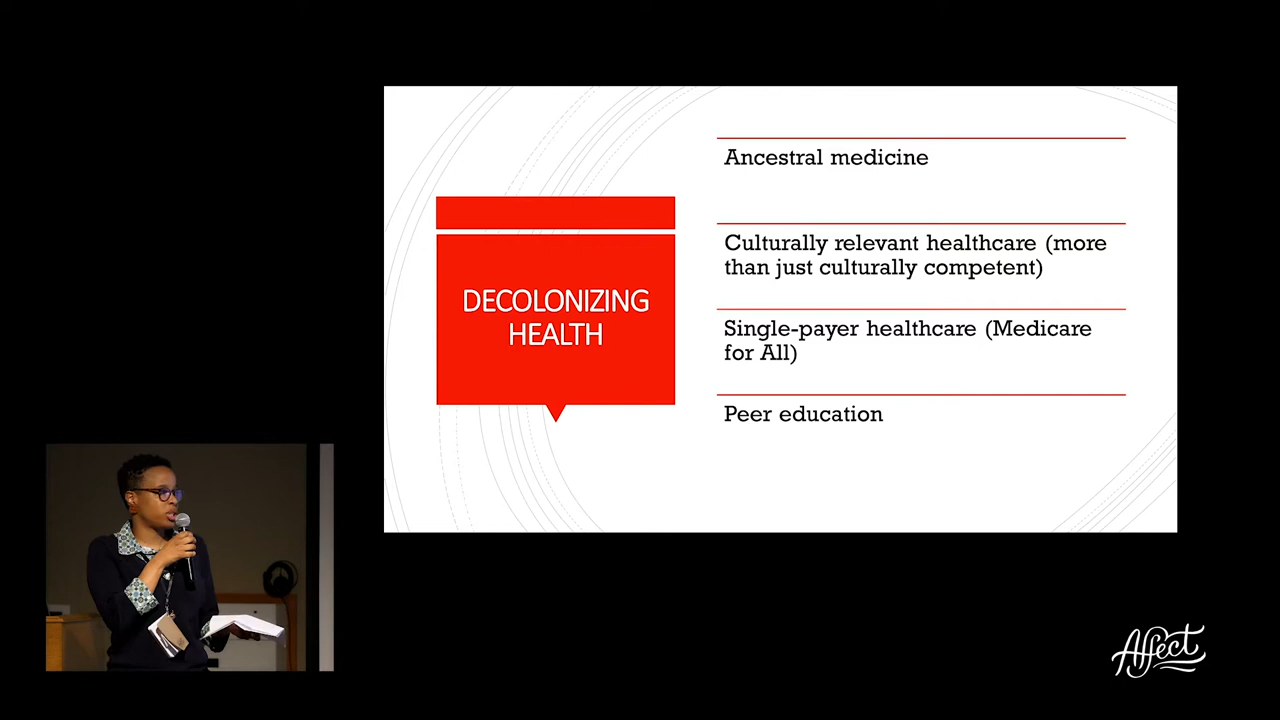 Ancestral medicine
Culturally relevant healthcare (more
than just culturally competent)
DECOLONIZING
HEALTH
Single-payer healthcare (Medicare
for All)
Peer education
Affect